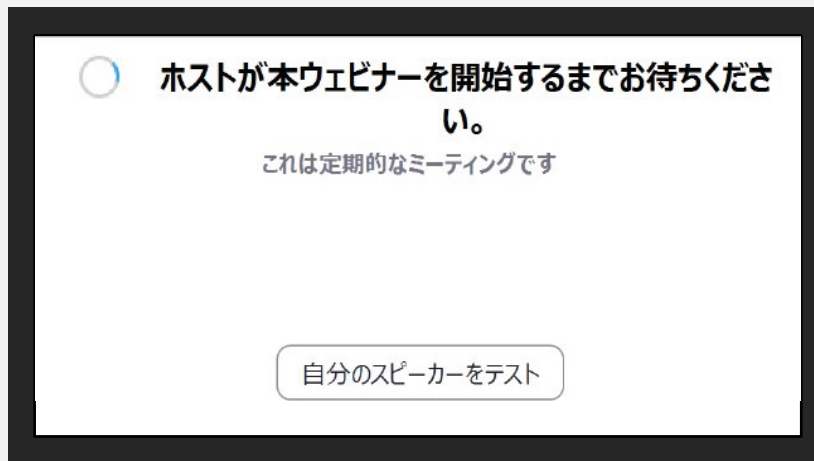 ホストが本ウェビナーを開始するまでお待ちくださ
い。
これは定期的なミーティングです
自分のスピーカーをテスト